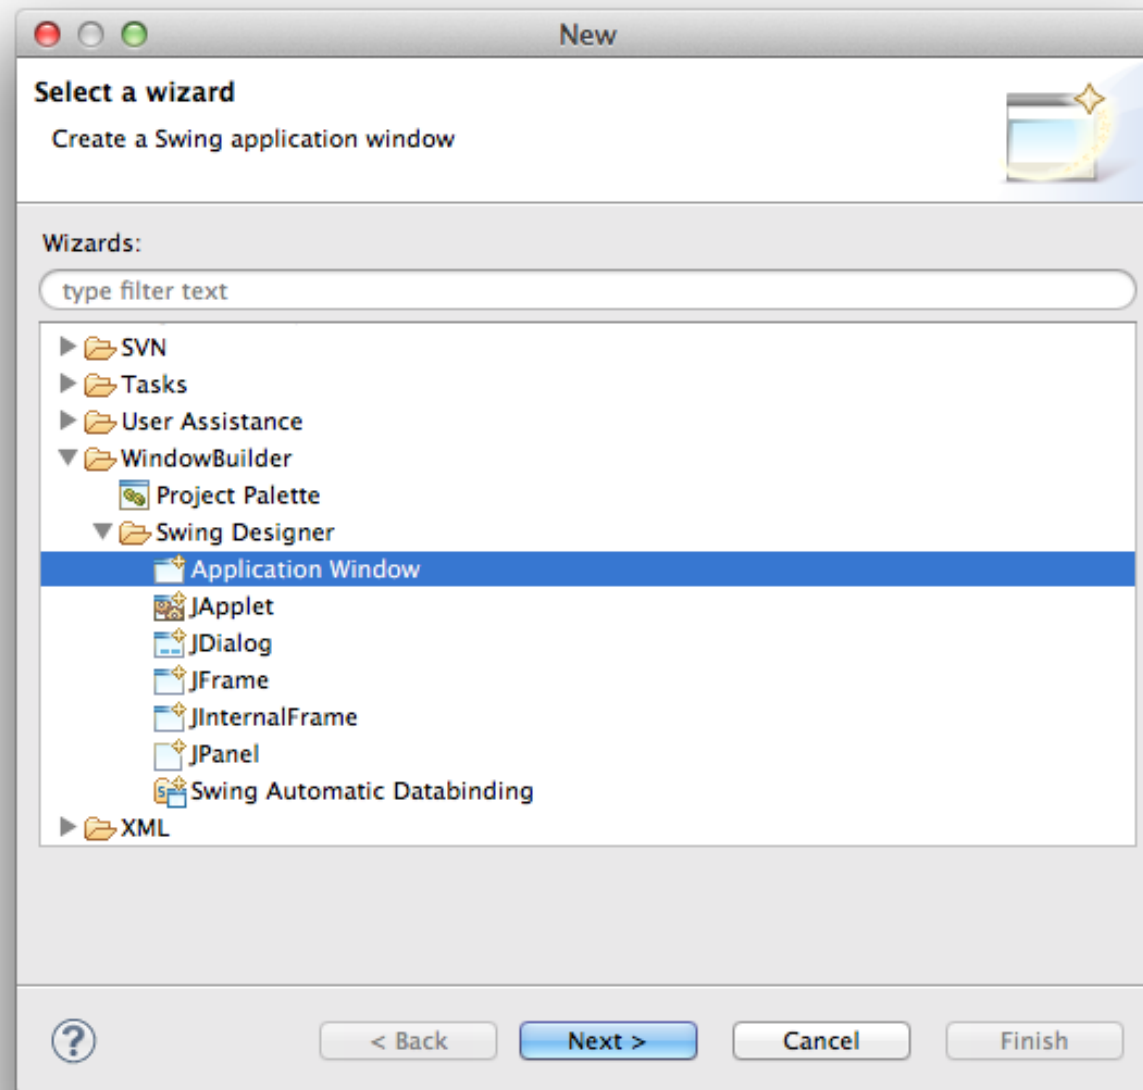 New
Select a wizard
Create a Swing application window
Wizards:
type filter text
SVN
Tasks
User Assistance
WindowBuilder
Project Palette
Swing Designer
Application Window
JApplet
JDialog
JFrame
JInternalFrame
JPanel
Swing Automatic Databinding
XML
?
< Back
Next >
Cancel
Finish